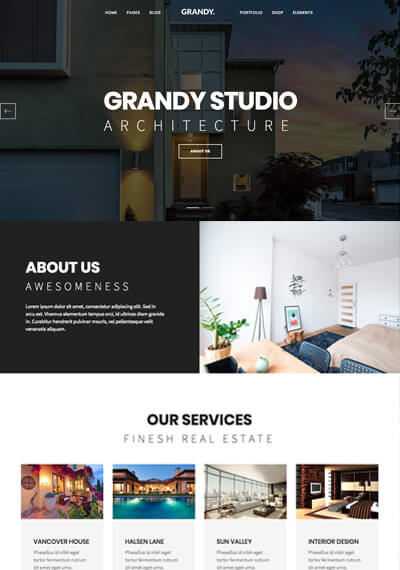 HOME PAGES BLOG GRANDY. PORTFOLIO SHOP ELEMENTS
GRANDY STUDIO
ARCHITECTURE
ABOUT US
ABOUT US
AWESOMENESS
Lorem ipsum dolor sit amet, consectetur adipiscing elit. Sed in
est. Vivamus elementum tempus orci, id ultrices diam gravida
in. Curabitur hendrerit pulvinar mauris, vel pellentesque velit
venenatis aliquam.
OUR SERVICES
FINESH REAL ESTATE
VANCOVER HOUSE
Phasellus id nibh eget
tortor fermentum rutrum
sit amet eget urna.
HALSEN LANE
Phasellus id nibh eget
tortor fermentum rutrum
sit amet eget urna.
SUN VALLEY
Phasellus id nibh eget
tortor fermentum rutrum
sit amet eget urna.
INTERIOR DESIGN
Phasellus id nibh eget
tortor fermentum rutrum
sit amet eget urna.